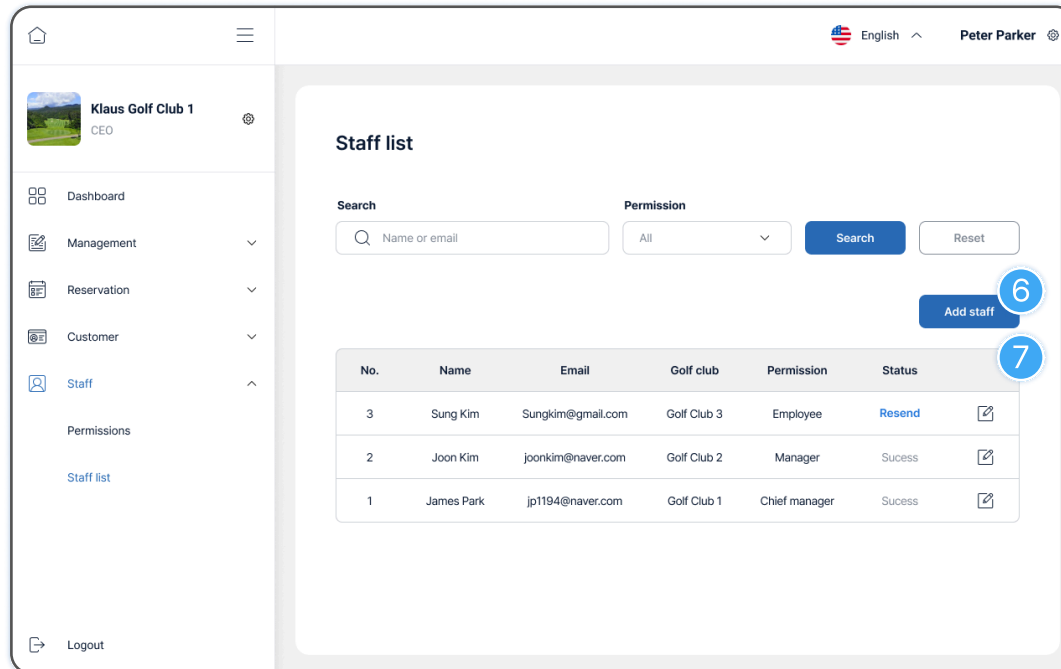 English
Peter Parker
Klaus Golf Club 1
CEO
Dashboard
Management
Reservation
Customer
Staff
Permissions
Staff list
Logout
Staff list
Search Permission
Name or email All Search Reset
6
Add staff
7
No. Name Email Golf club Permission Status
3 Sung Kim Sungkim@gmail.com Golf Club 3 Employee Resend
2 Joon Kim joonkim@naver.com Golf Club 2 Manager Sucess
1 James Park jp1194@naver.com Golf Club 1 Chief manager Sucess